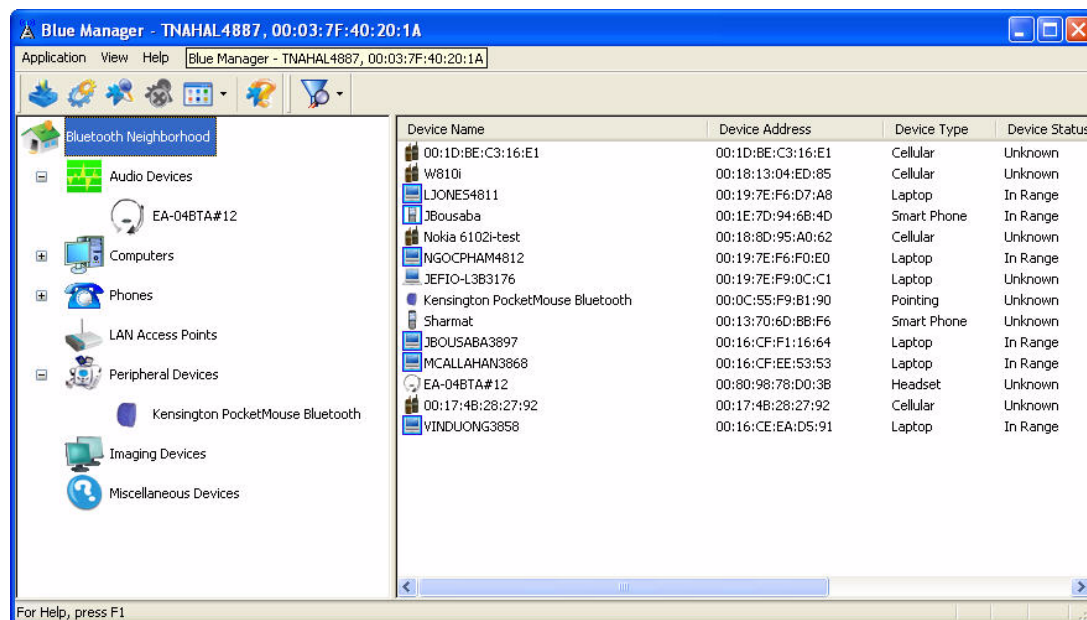 Blue Manager - TNAHAL4887, 00:03:7F:40:20:1A
Application View Help
Blue Manager - TNAHAL4887, 00:03:7F:40:20:1A
Bluetooth Neighborhood
Audio Devices
EA-04BTA#12
Computers
Phones
LAN Access Points
Peripheral Devices
Kensington PocketMouse Bluetooth
Imaging Devices
Miscellaneous Devices
Device Name Device Address Device Type Device Status
00:1D:BE:C3:16:E1 00:1D:BE:C3:16:E1 Cellular Unknown
W810i 00:18:13:04:ED:85 Cellular Unknown
LJONES4811 00:19:7E:F6:D7:A8 Laptop In Range
JBousaba 00:1E:7D:94:6B:4D Smart Phone In Range
Nokia 6102i-test 00:18:8D:95:A0:62 Cellular Unknown
NGOCPHAM4812 00:19:7E:F6:F0:E0 Laptop In Range
JEFIO-L3B3176 00:19:7E:F9:0C:C1 Laptop Unknown
Kensington PocketMouse Bluetooth 00:0C:55:F9:B1:90 Pointing Unknown
Sharmat 00:13:70:6D:BB:F6 Smart Phone Unknown
JBOUSABA3897 00:16:CF:F1:16:64 Laptop In Range
MCALLAHAN3868 00:16:CF:EE:53:53 Laptop In Range
EA-04BTA#12 00:80:98:78:D0:3B Headset Unknown
00:17:4B:28:27:92 00:17:4B:28:27:92 Cellular Unknown
VINDUONG3858 00:16:CE:EA:D5:91 Laptop In Range
For Help, press F1